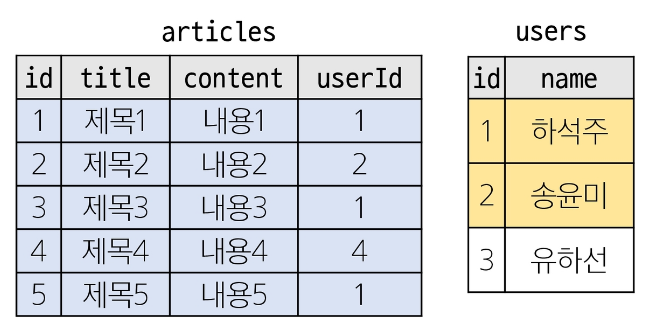 articles
id title content userId
1 제목1 내용1 1
2 제목2 내용2 2
3 제목3 내용3 1
4 제목4 내용4 4
5 제목5 내용5 1
users
id name
1 하석주
2 송윤미
3 유하선